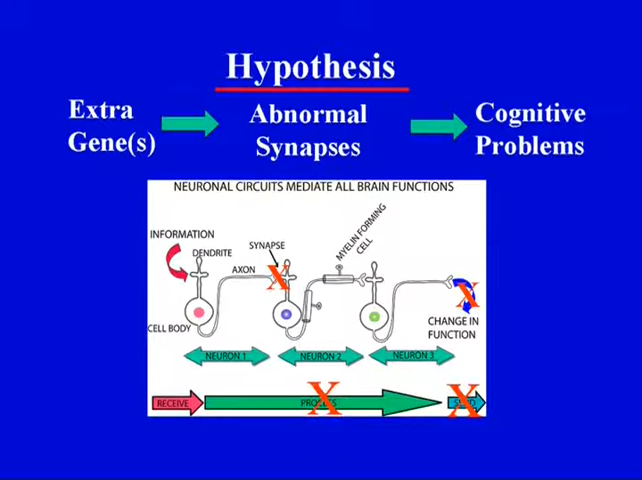 Hypothesis
Extra
Gene(s)
Abnormal
Synapses
Cognitive
Problems
NEURONAL CIRCUITS MEDIATE ALL BRAIN FUNCTIONS
INFORMATION
DENDRITE
SYNAPSE
MYELIN FORMING
CELL
AXON
CELL BODY
CHANGE IN
FUNCTION
NEURON 1
NEURON 2
NEURON 3
RECEIVE